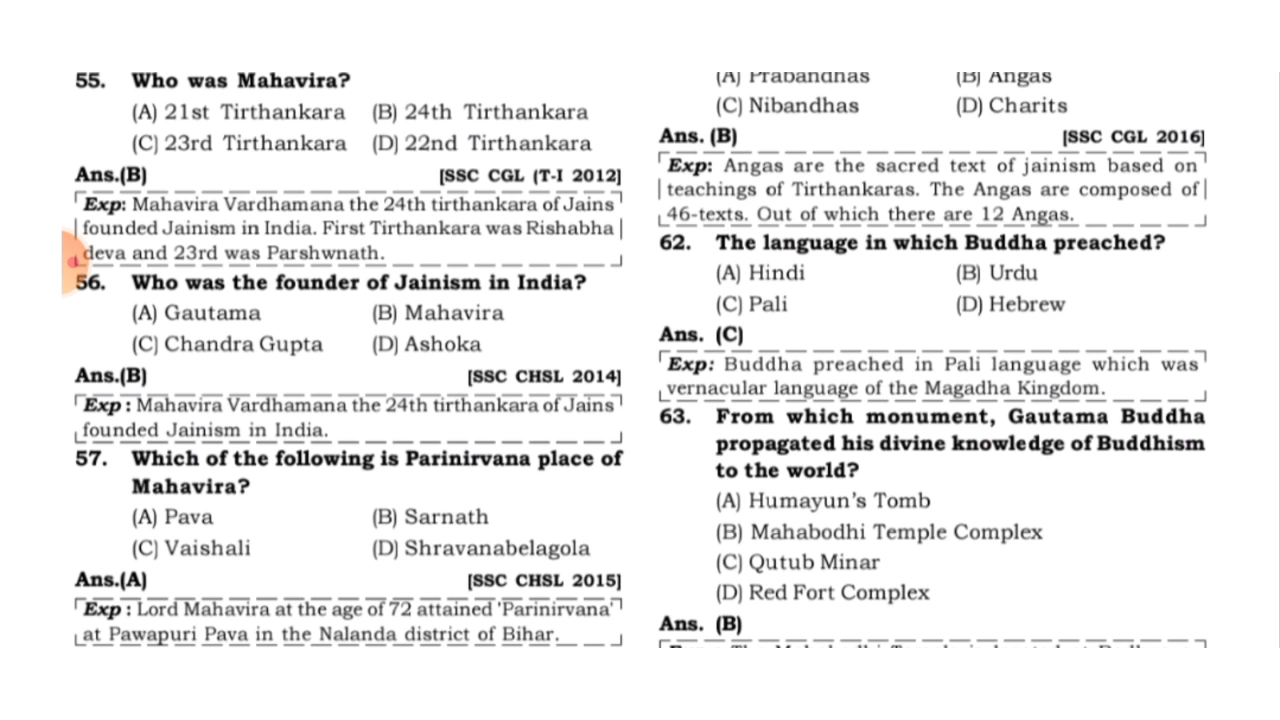 55. Who was Mahavira?
(A) 21st Tirthankara (B) 24th Tirthankara
(C) 23rd Tirthankara (D) 22nd Tirthankara
Ans.(B) [SSC CGL (T-I 2012]
Exp: Mahavira Vardhamana the 24th tirthankara of Jains
founded Jainism in India. First Tirthankara was Rishabha
deva and 23rd was Parshwnath.
56. Who was the founder of Jainism in India?
(A) Gautama (B) Mahavira
(C) Chandra Gupta (D) Ashoka
Ans.(B) [SSC CHSL 2014]
Exp : Mahavira Vardhamana the 24th tirthankara of Jains
founded Jainism in India.
57. Which of the following is Parinirvana place of
Mahavira?
(A) Pava (B) Sarnath
(C) Vaishali (D) Shravanabelagola
Ans.(A) [SSC CHSL 2015]
Exp : Lord Mahavira at the age of 72 attained 'Parinirvana'
at Pawapuri Pava in the Nalanda district of Bihar.
(A) Prabandhas (B) Angas
(C) Nibandhas (D) Charits
Ans. (B) [SSC CGL 2016]
Exp: Angas are the sacred text of jainism based on
teachings of Tirthankaras. The Angas are composed of
46-texts. Out of which there are 12 Angas.
62. The language in which Buddha preached?
(A) Hindi (B) Urdu
(C) Pali (D) Hebrew
Ans. (C)
Exp: Buddha preached in Pali language which was
vernacular language of the Magadha Kingdom.
63. From which monument, Gautama Buddha
propagated his divine knowledge of Buddhism
to the world?
(A) Humayun's Tomb
(B) Mahabodhi Temple Complex
(C) Qutub Minar
(D) Red Fort Complex
Ans. (B)